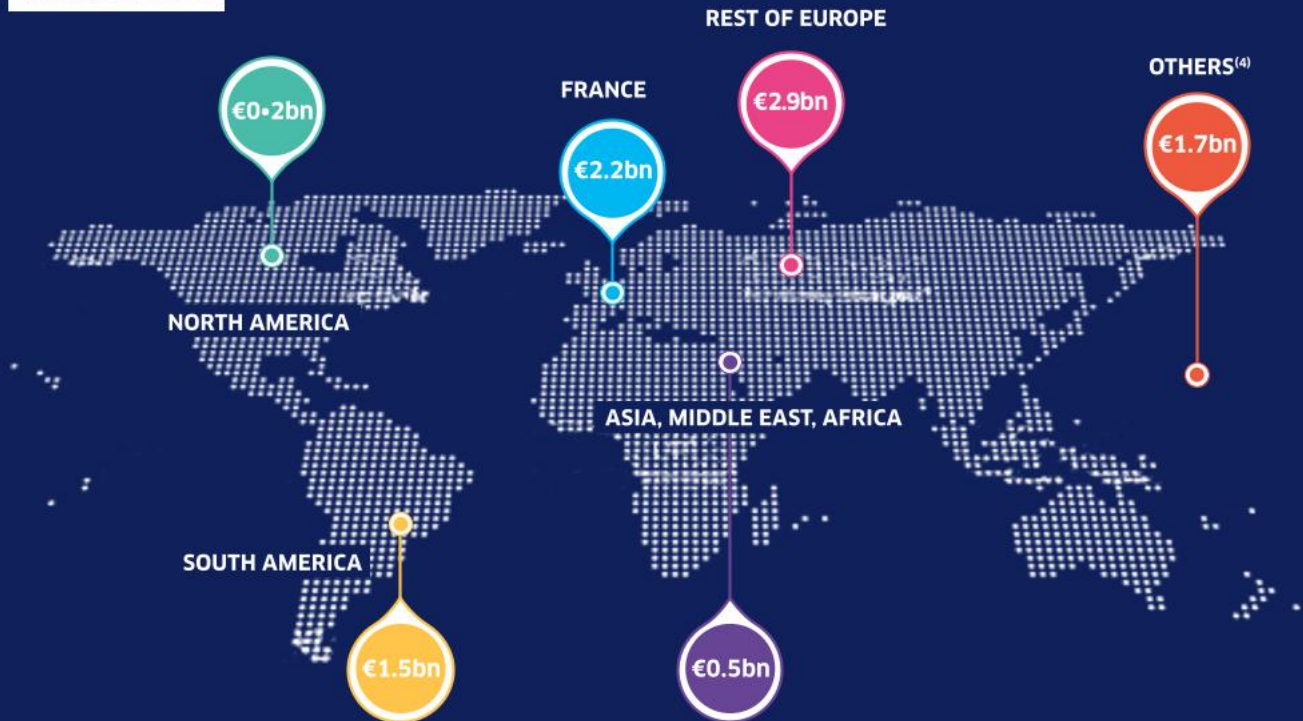 REST OF EUROPE
OTHERS(4)
FRANCE
€0•2bn
€2.9bn
€1.7bn
€2.2bn
NORTH AMERICA
ASIA, MIDDLE EAST, AFRICA
SOUTH AMERICA
€1.5bn
€0.5bn